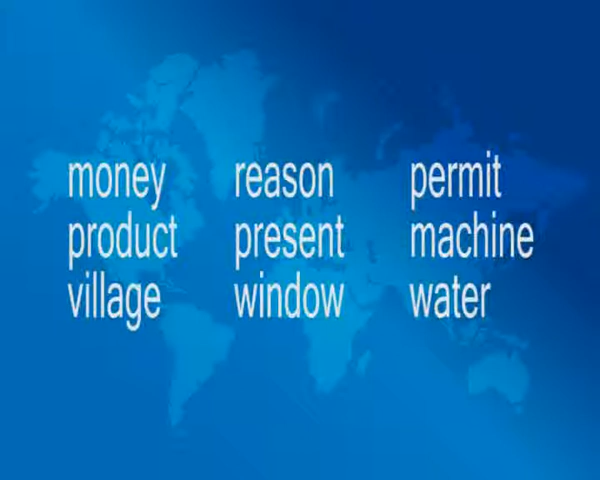 money reason permit
product present machine
village window water